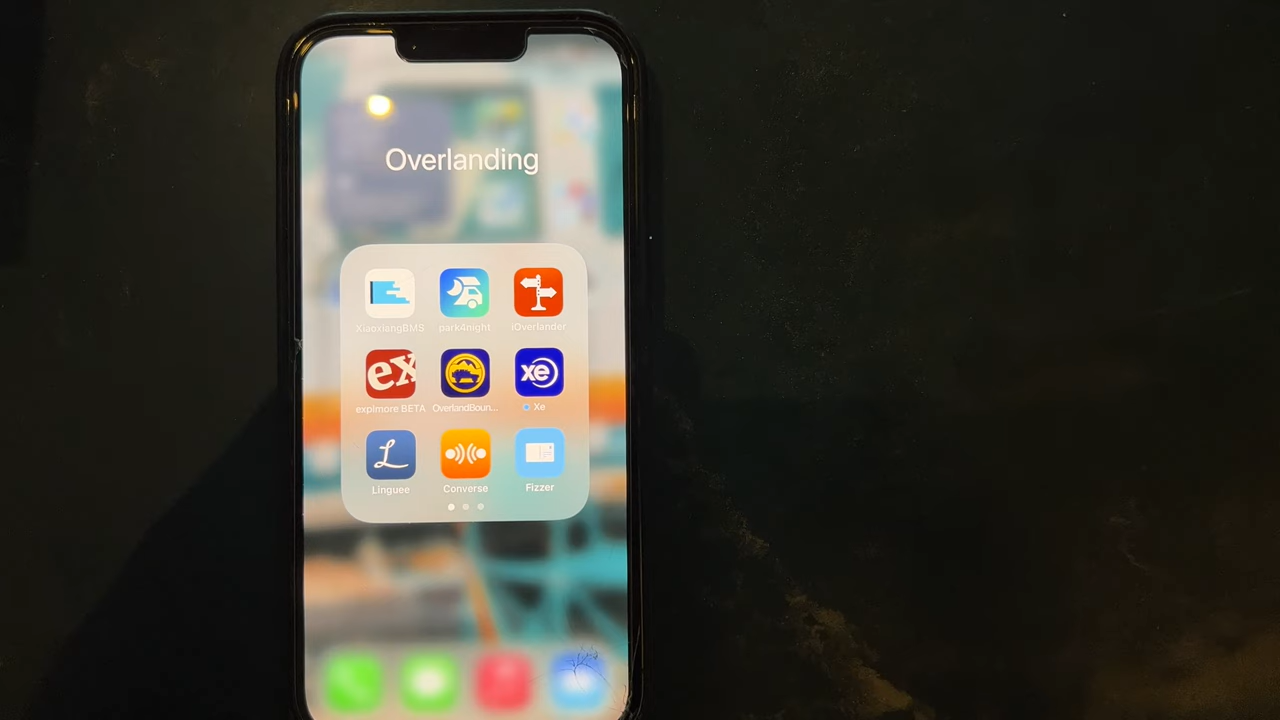 Overlanding
XiaoxiangBMS park4night iOverlander
ex xe
explmore BETA OverlandBoun... Xe
L
Linguee Converse Fizzer